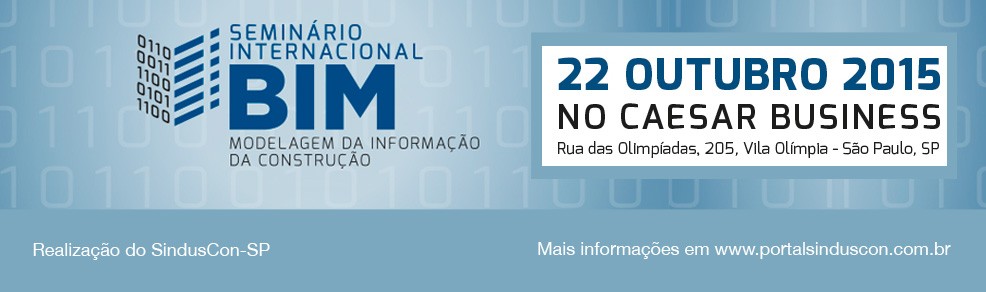 0110
0011
1100
0101
1100
SEMINÁRIO
INTERNACIONAL
BIM
MODELAGEM DA INFORMAÇÃO
DA CONSTRUÇÃO
22 OUTUBRO 2015
NO CAESAR BUSINESS
Rua das Olimpíadas, 205, Vila Olímpia - São Paulo, SP
Realização do SindusCon-SP
Mais informações em www.portalsinduscon.com.br